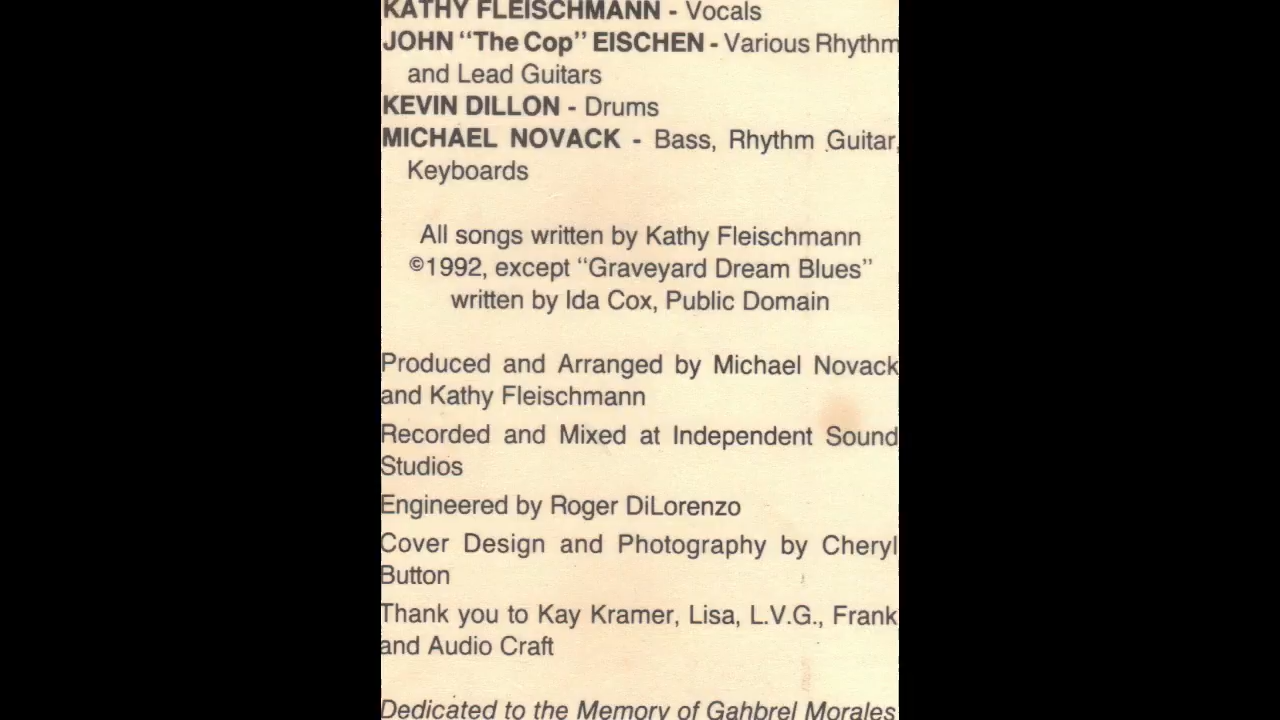 KATHY FLEISCHMANN - Vocals
JOHN “The Cop” EISCHEN - Various Rhythm
and Lead Guitars
KEVIN DILLON - Drums
MICHAEL NOVACK - Bass, Rhythm Guitar,
Keyboards
All songs written by Kathy Fleischmann
©1992, except “Graveyard Dream Blues”
written by Ida Cox, Public Domain
Produced and Arranged by Michael Novack
and Kathy Fleischmann
Recorded and Mixed at Independent Sound
Studios
Engineered by Roger DiLorenzo
Cover Design and Photography by Cheryl
Button
Thank you to Kay Kramer, Lisa, L.V.G., Frank
and Audio Craft
Dedicated to the Memory of Gahbrel Morales